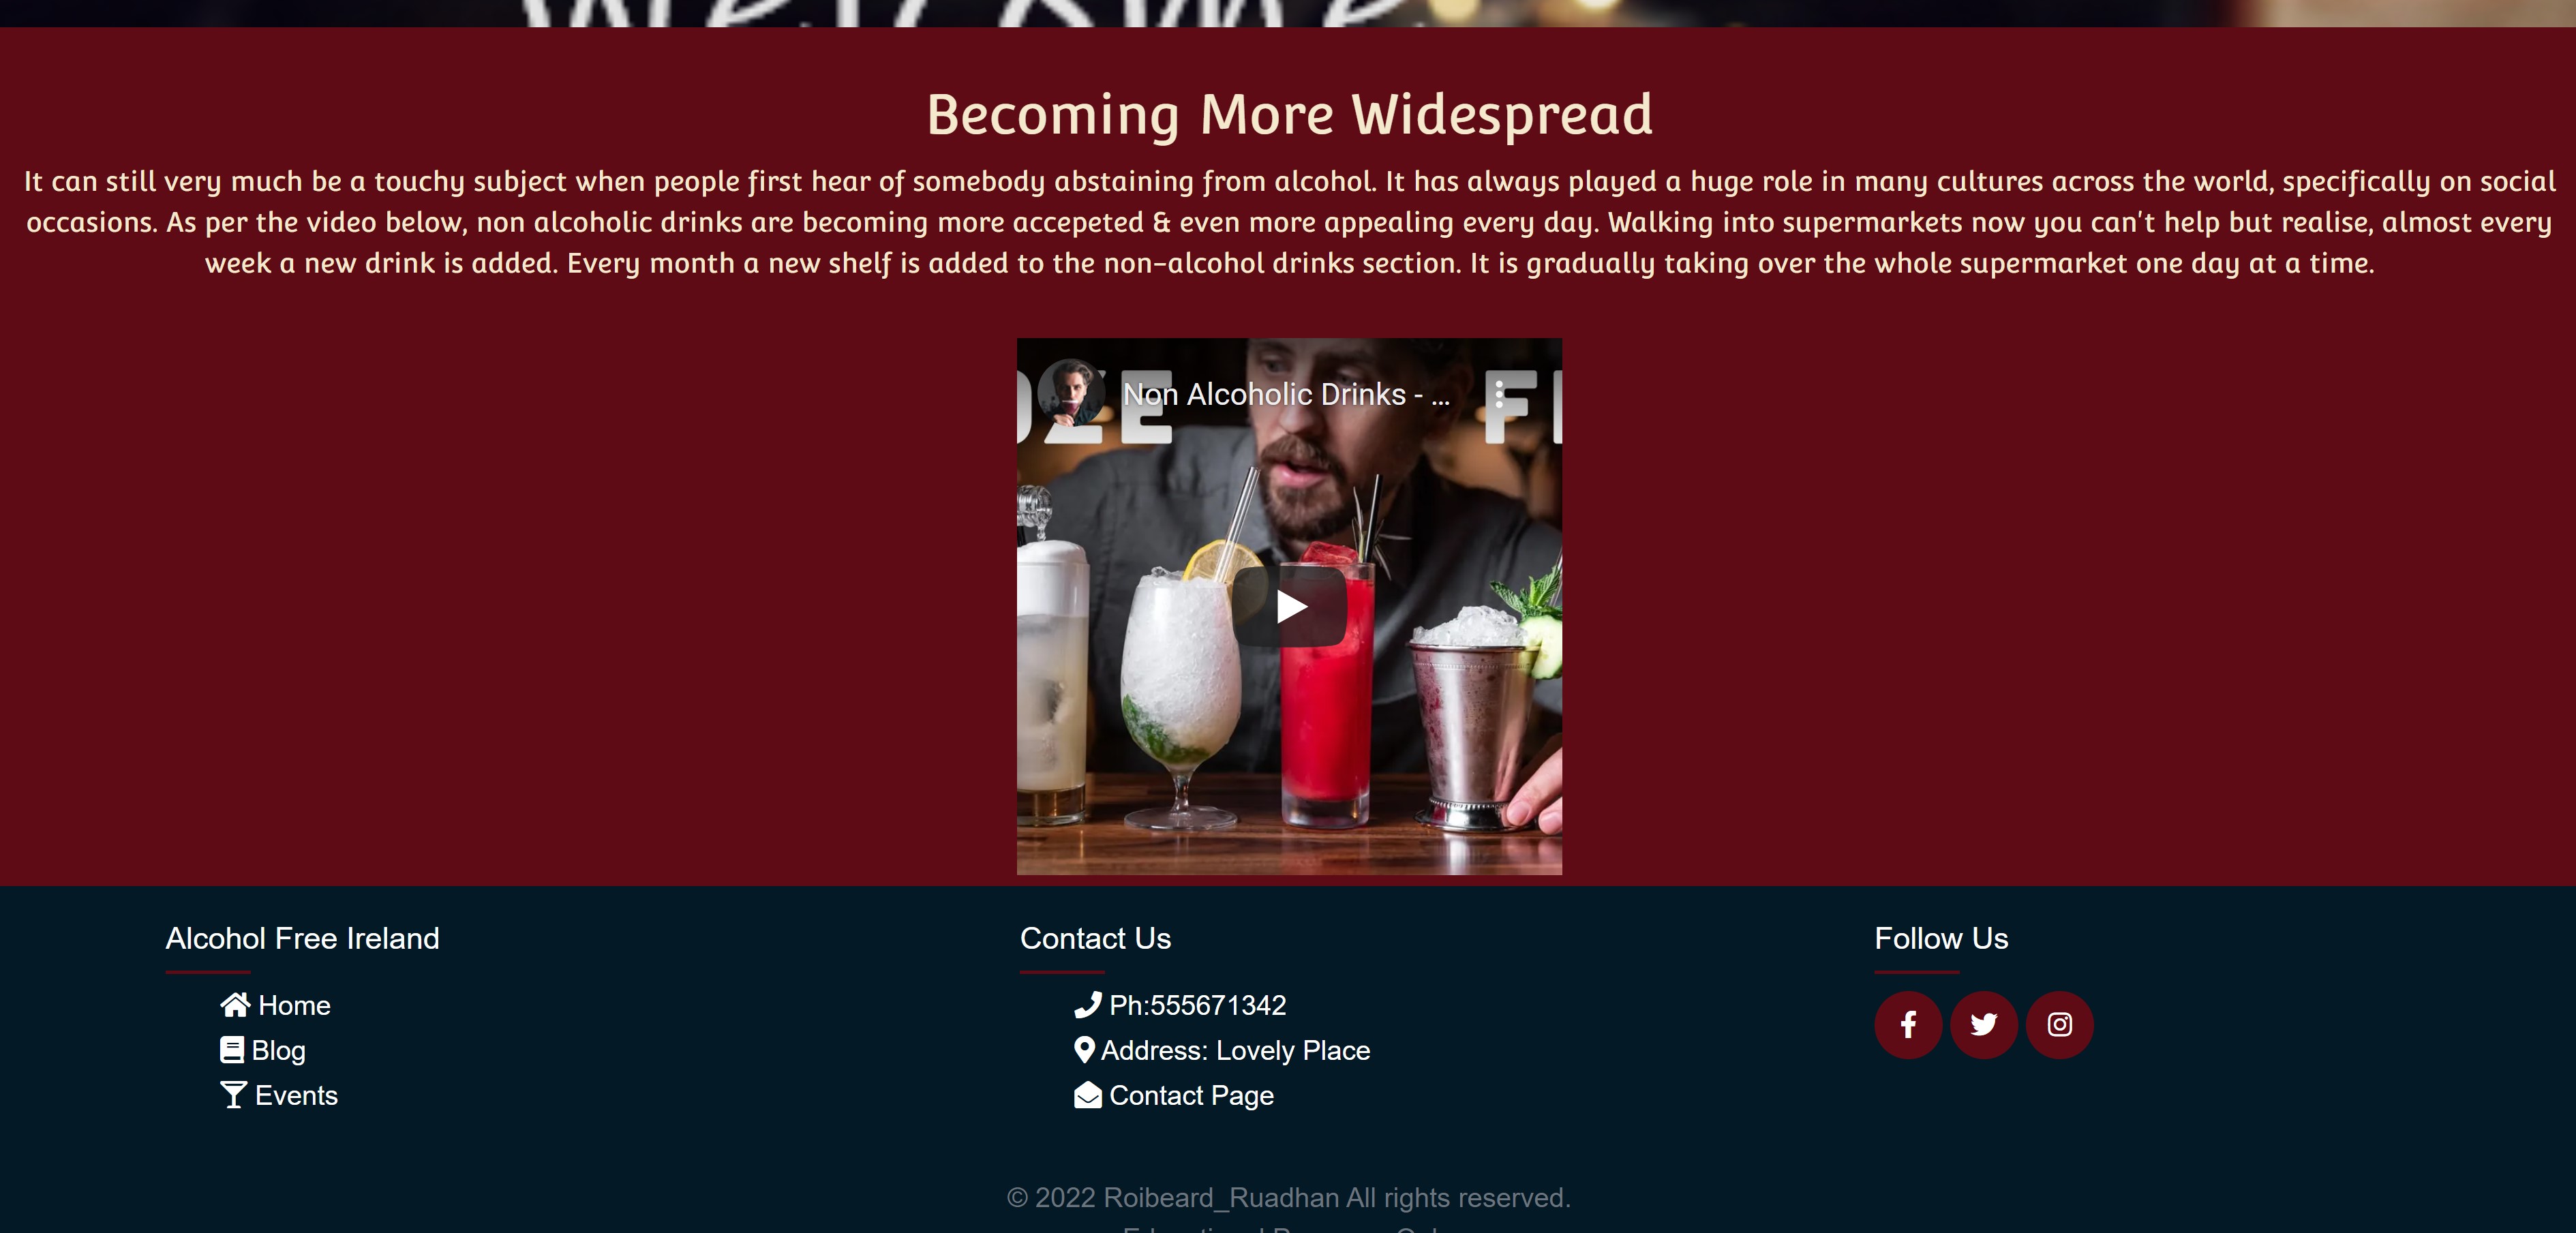 Becoming More Widespread
It can still very much be a touchy subject when people first hear of somebody abstaining from alcohol. It has always played a huge role in many cultures across the world, specifically on social
occasions. As per the video below, non alcoholic drinks are becoming more accepeted & even more appealing every day. Walking into supermarkets now you can't help but realise, almost every
week a new drink is added. Every month a new shelf is added to the non-alcohol drinks section. It is gradually taking over the whole supermarket one day at a time.
Non Alcoholic Drinks - ...
Alcohol Free Ireland
Home
Blog
Events
Contact Us
Ph:555671342
Address: Lovely Place
Contact Page
Follow Us
© 2022 Roibeard_Ruadhan All rights reserved.